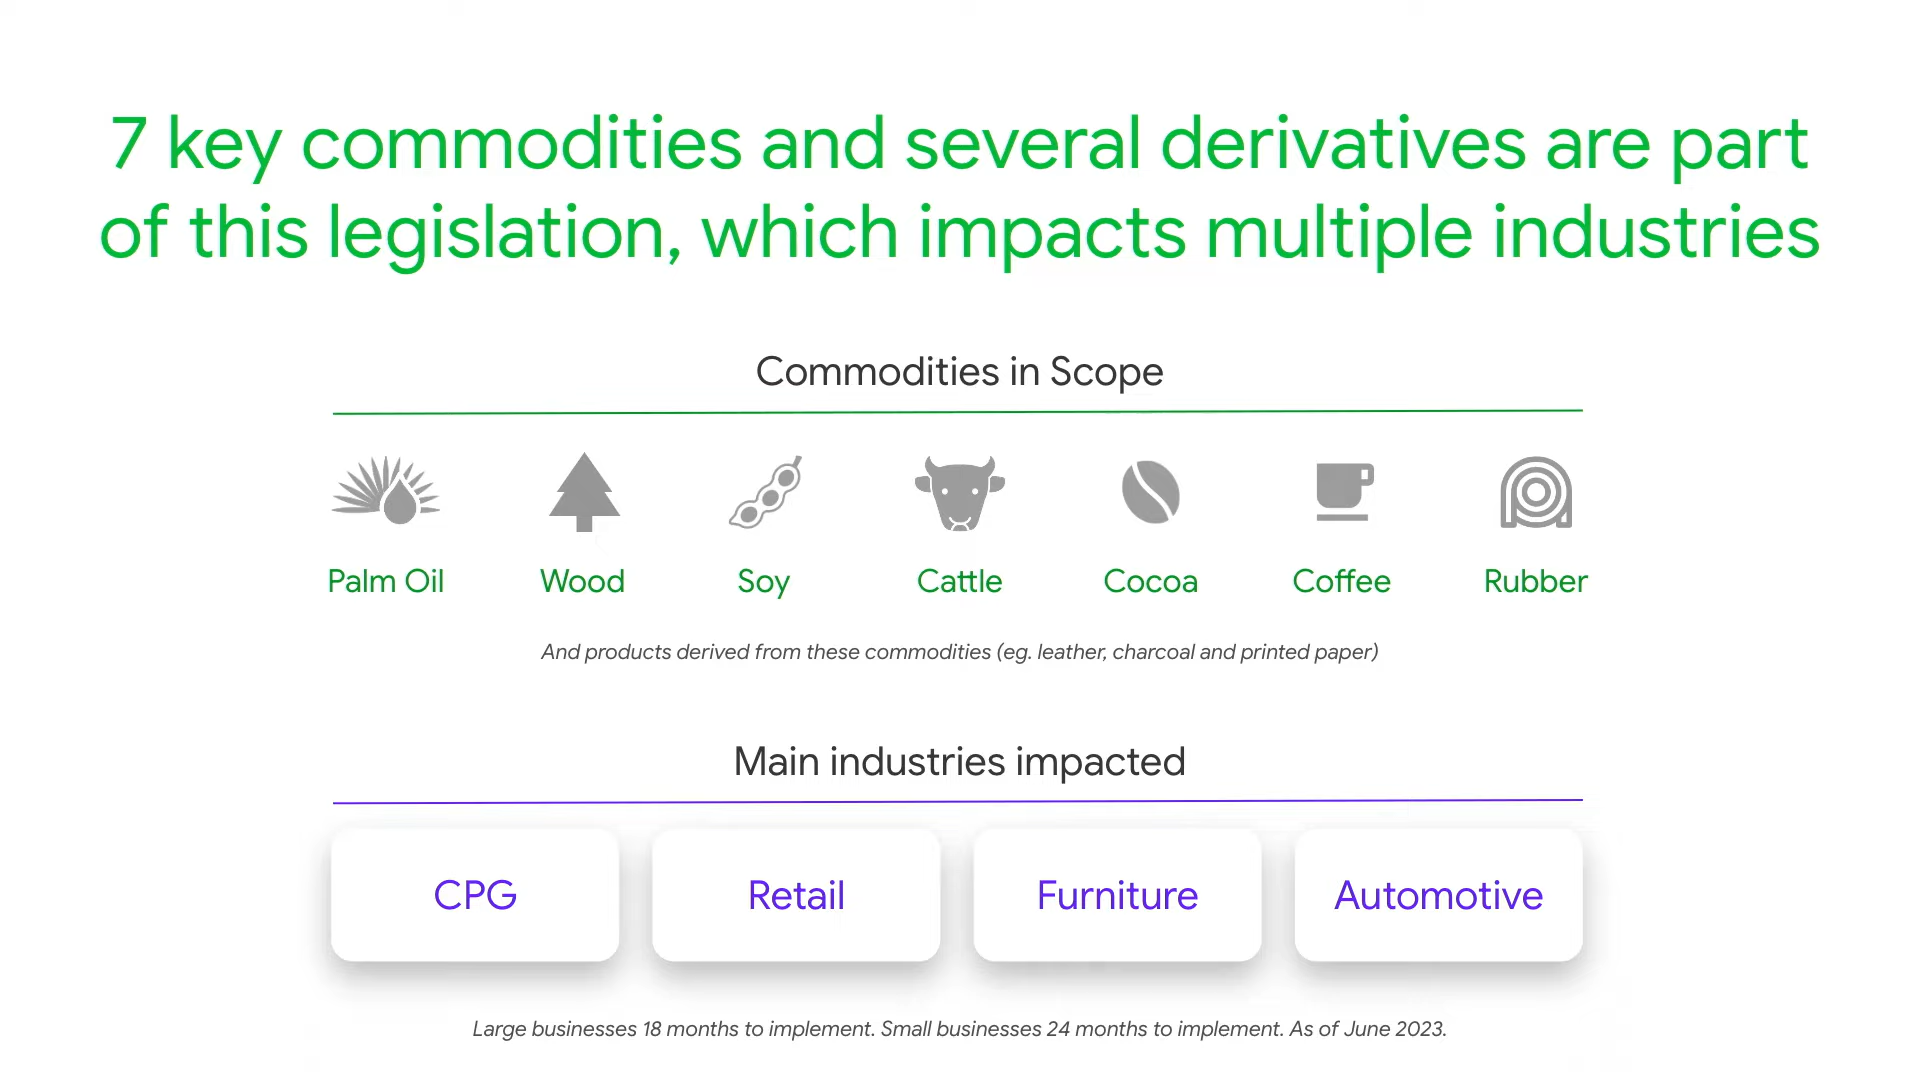 7 key commodities and several derivatives are part
of this legislation, which impacts multiple industries
Commodities in Scope
Palm Oil
Wood
Soy
Cattle
Cocoa
Coffee
Rubber
And products derived from these commodities (eg. leather, charcoal and printed paper)
Main industries impacted
CPG
Retail
Furniture
Automotive
Large businesses 18 months to implement. Small businesses 24 months to implement. As of June 2023.